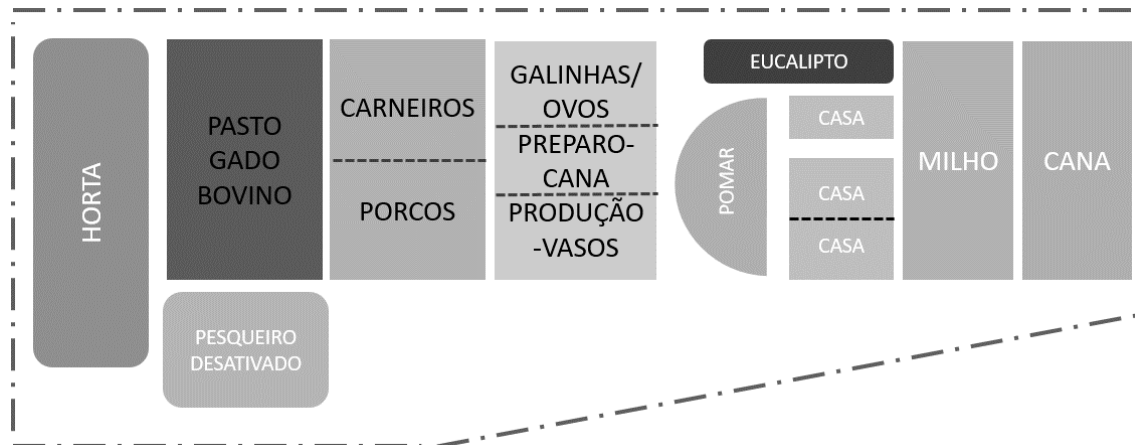 HORTA
PASTO
GADO
BOVINO
PESQUEIRO
DESATIVADO
CARNEIROS
PORCOS
GALINHAS/
OVOS
PREPARO-
CANA
PRODUÇÃO
-VASOS
POMAR
EUCALIPTO
CASA
CASA
CASA
MILHO
CANA